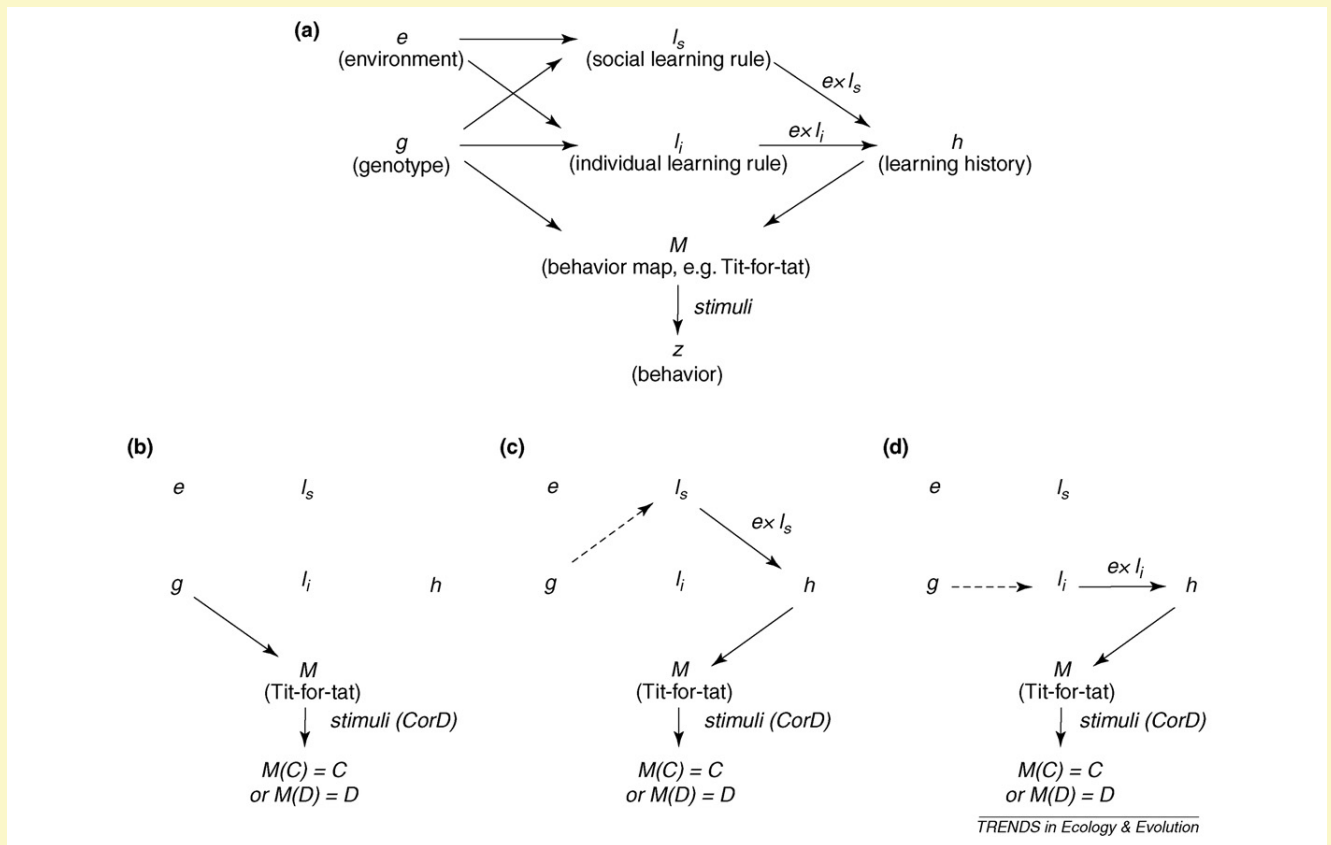 (a)
e
(environment)
l_s
(social learning rule)
e× l_s
g
(genotype)
l_i
(individual learning rule)
e× l_i
h
(learning history)
M
(behavior map, e.g. Tit-for-tat)
stimuli
z
(behavior)
(b)
e
l_s
g
l_i
h
M
(Tit-for-tat)
stimuli (CorD)
M(C) = C
or M(D) = D
(c)
e
l_s
e× l_s
g
l_i
h
M
(Tit-for-tat)
stimuli (CorD)
M(C) = C
or M(D) = D
(d)
e
l_s
g
l_i
e× l_i
h
M
(Tit-for-tat)
stimuli (CorD)
M(C) = C
or M(D) = D
TRENDS in Ecology & Evolution